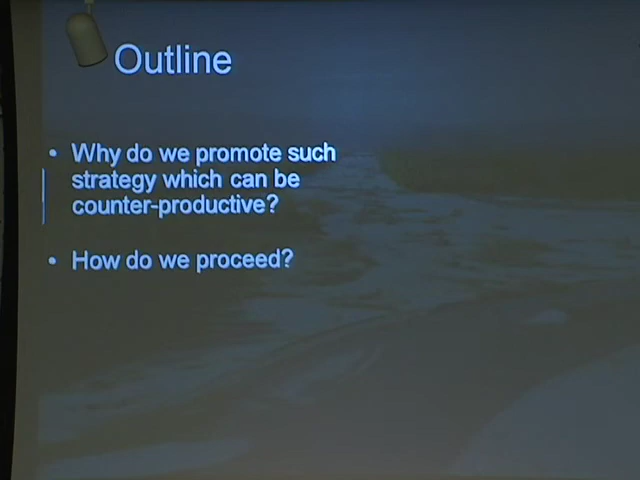 Outline
• Why do we promote such
strategy which can be
counter-productive?
• How do we proceed?